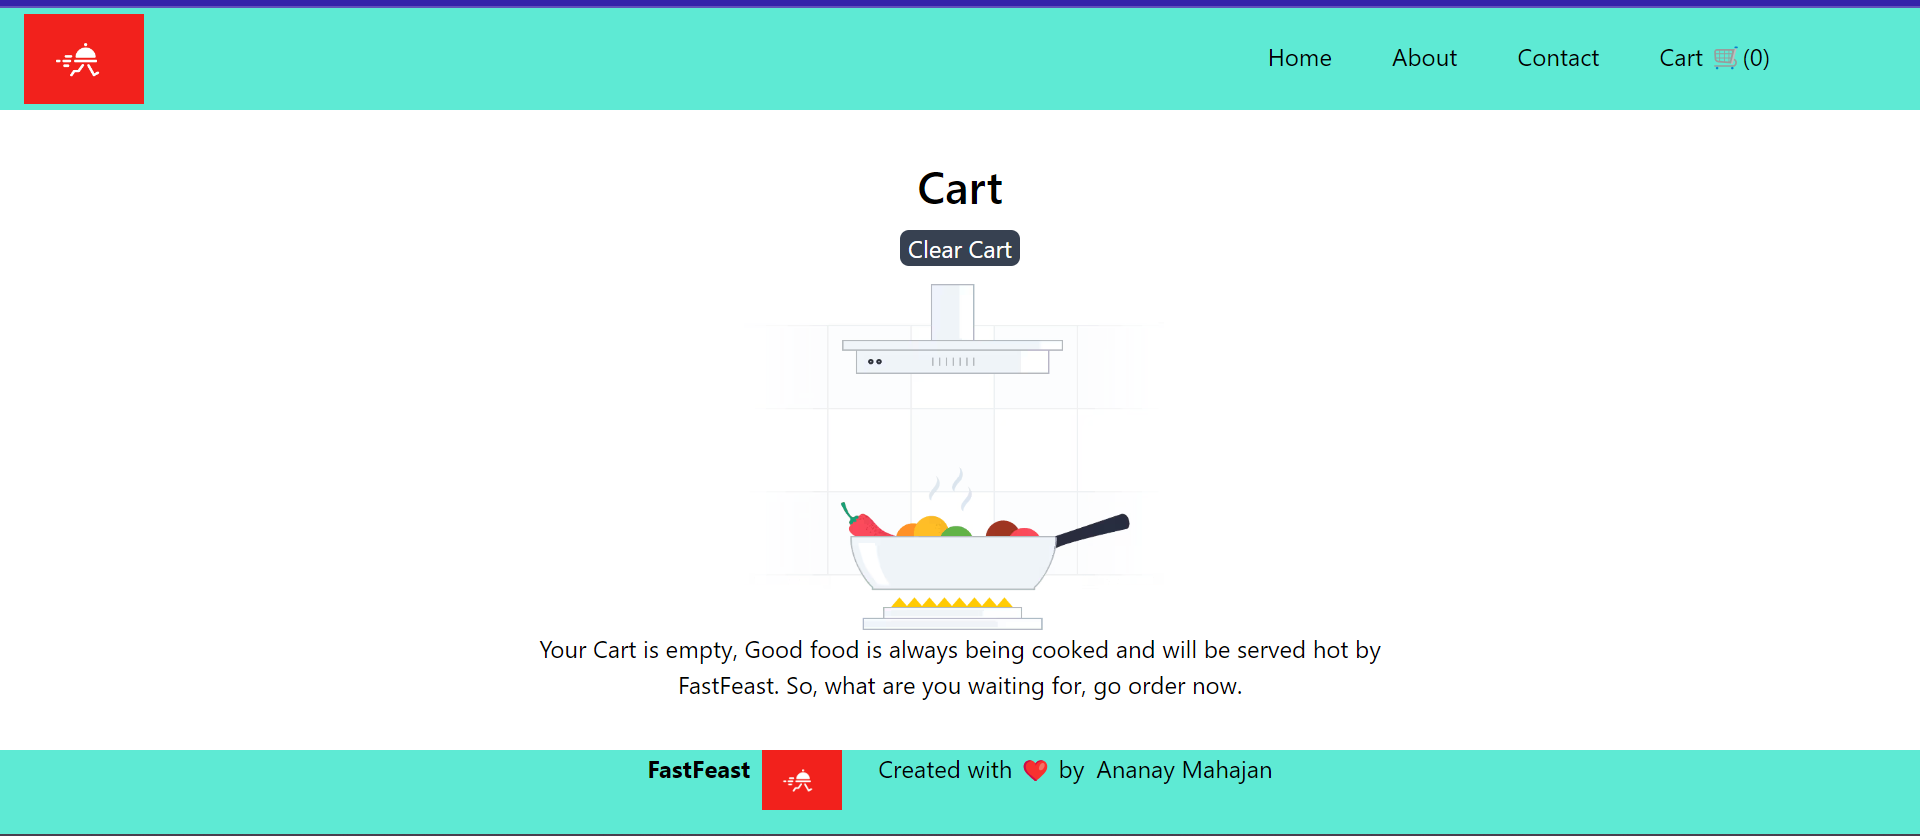 Home About Contact Cart 🛒(0)
Cart
Clear Cart
Your Cart is empty, Good food is always being cooked and will be served hot by
FastFeast. So, what are you waiting for, go order now.
FastFeast Created with ❤️ by Ananay Mahajan